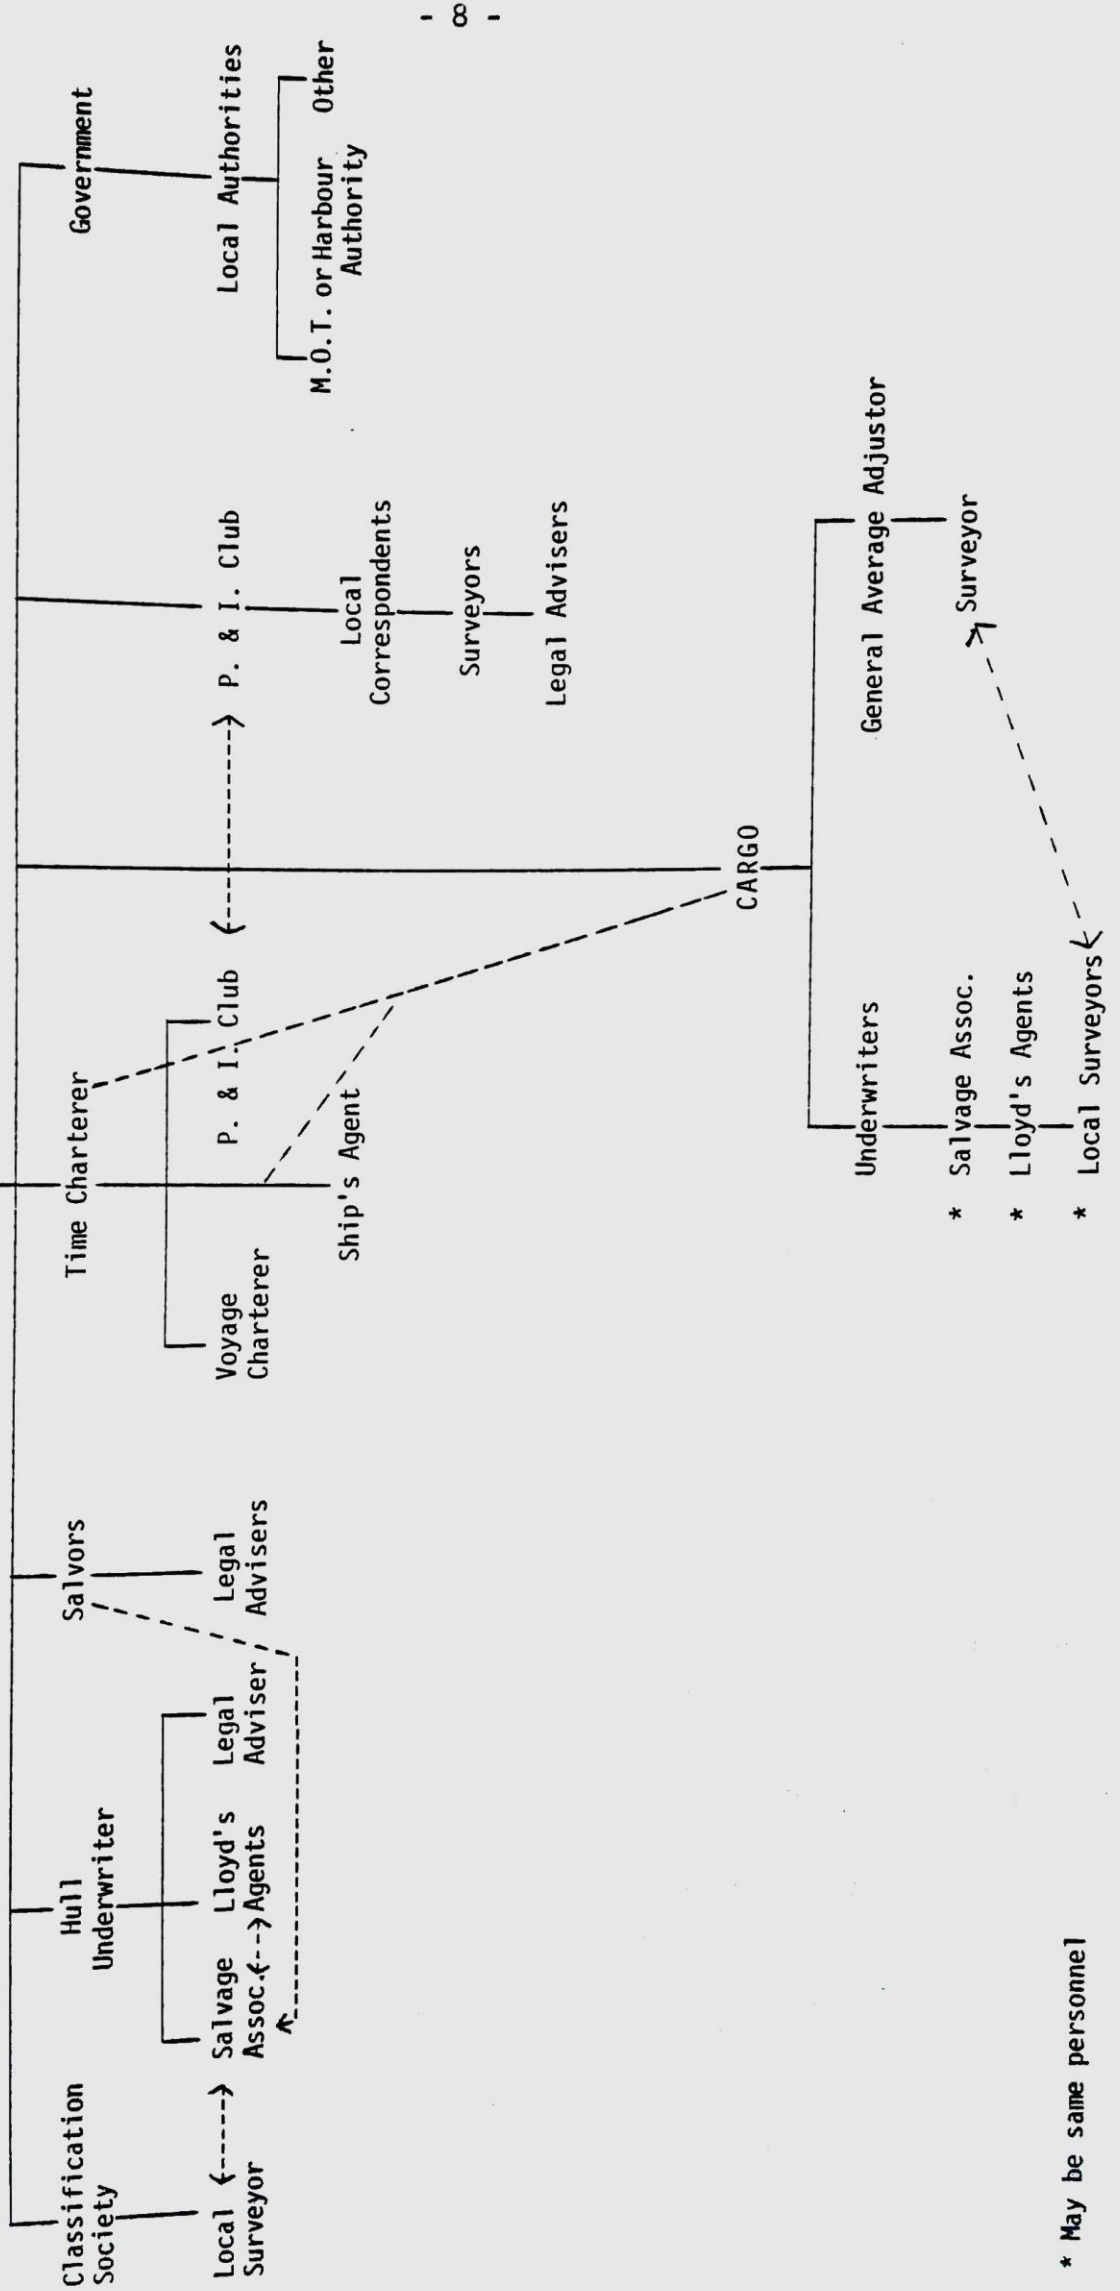 - 8 -
Classification
Society
Local
Surveyor
Hull
Underwriter
Salvage
Assoc.
Lloyd's
Agents
Legal
Adviser
Salvors
Legal
Advisers
Time Charterer
Voyage
Charterer
P. & I. Club
Ship's Agent
P. & I. Club
Local
Correspondents
Surveyors
Legal Advisers
Government
Local Authorities
M.O.T. or Harbour
Authority
Other
CARGO
Underwriters
* Salvage Assoc.
* Lloyd's Agents
* Local Surveyors
General Average Adjustor
Surveyor
* May be same personnel